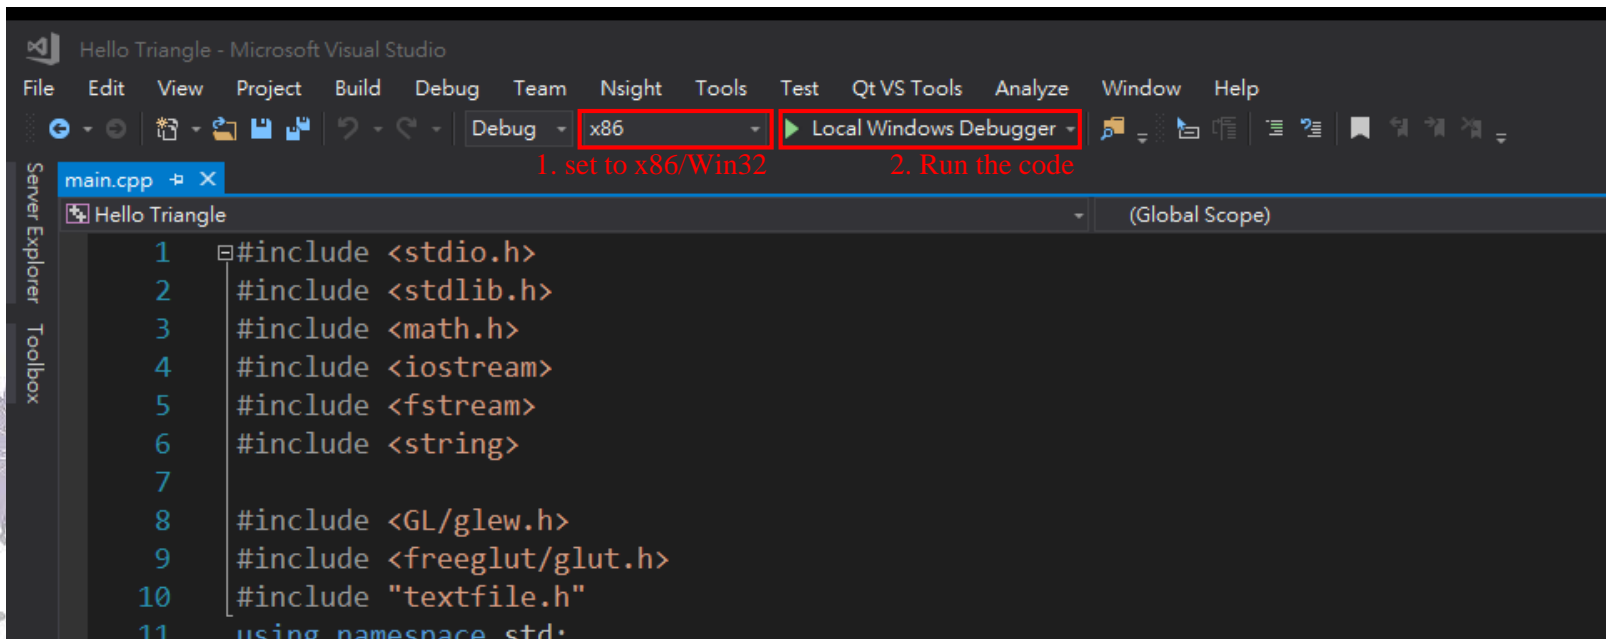 Hello Triangle - Microsoft Visual Studio
File Edit View Project Build Debug Team Nsight Tools Test Qt VS Tools Analyze Window Help
Debug x86 Local Windows Debugger
1. set to x86/Win32 2. Run the code
Server Explorer
Toolbox
main.cpp
Hello Triangle (Global Scope)
1 #include <stdio.h>
2 #include <stdlib.h>
3 #include <math.h>
4 #include <iostream>
5 #include <fstream>
6 #include <string>
7
8 #include <GL/glew.h>
9 #include <freeglut/glut.h>
10 #include "textfile.h"
11 using namespace std;